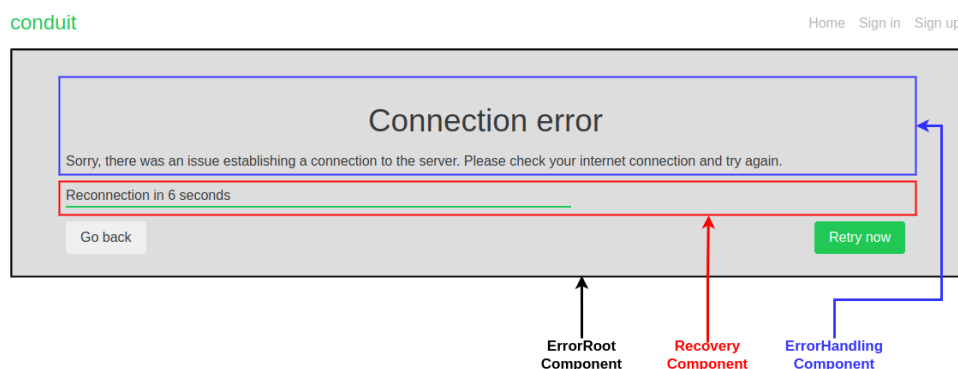 conduit
Home Sign in Sign up
Connection error
Sorry, there was an issue establishing a connection to the server. Please check your internet connection and try again.
Reconnection in 6 seconds
Go back
Retry now
ErrorRoot
Component
Recovery
Component
ErrorHandling
Component